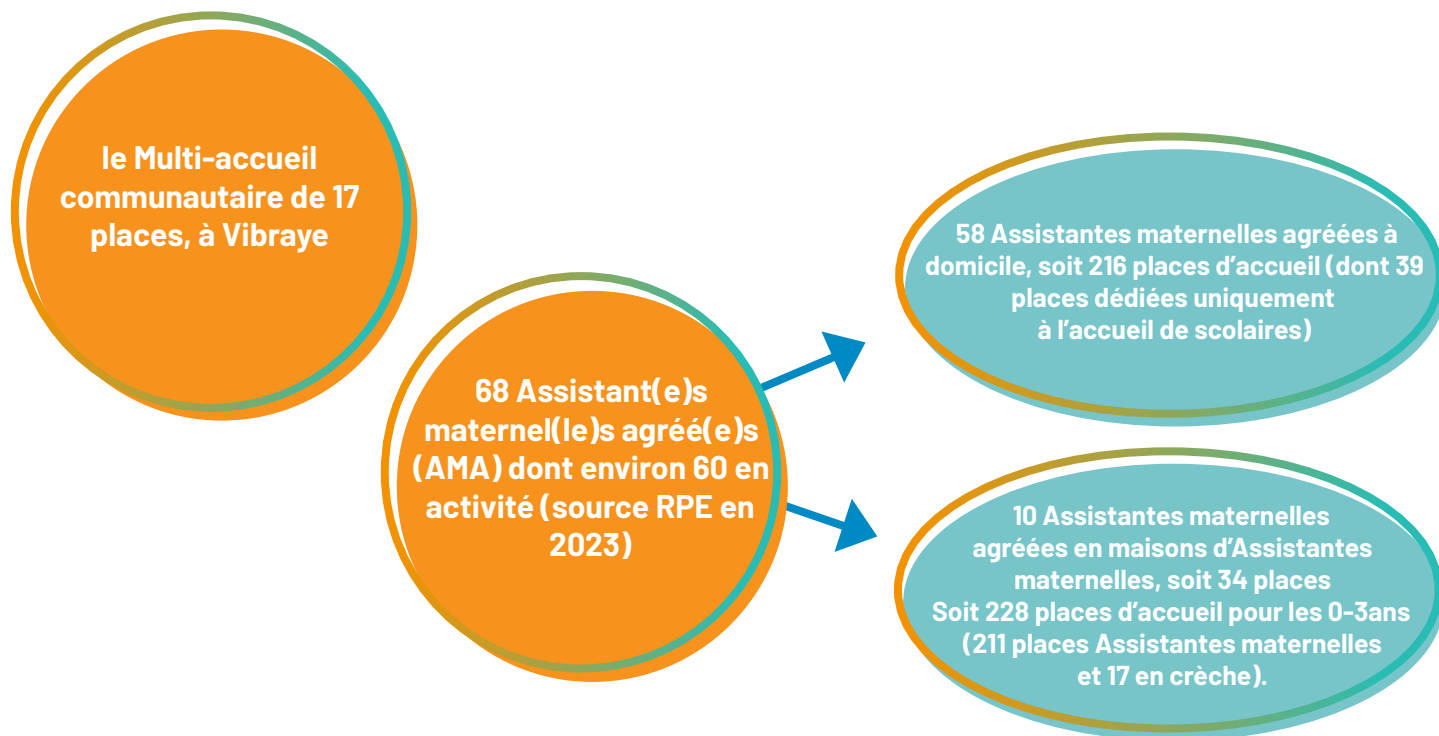 le Multi-accueil
communautaire de 17
places, à Vibraye
68 Assistant(e)s
maternel(le)s agréé(e)s
(AMA) dont environ 60 en
activité (source RPE en
2023)
58 Assistantes maternelles agréées à
domicile, soit 216 places d’accueil (dont 39
places dédiées uniquement
à l’accueil de scolaires)
10 Assistantes maternelles
agréées en maisons d’Assistantes
maternelles, soit 34 places
Soit 228 places d’accueil pour les 0-3ans
(211 places Assistantes maternelles
et 17 en crèche).